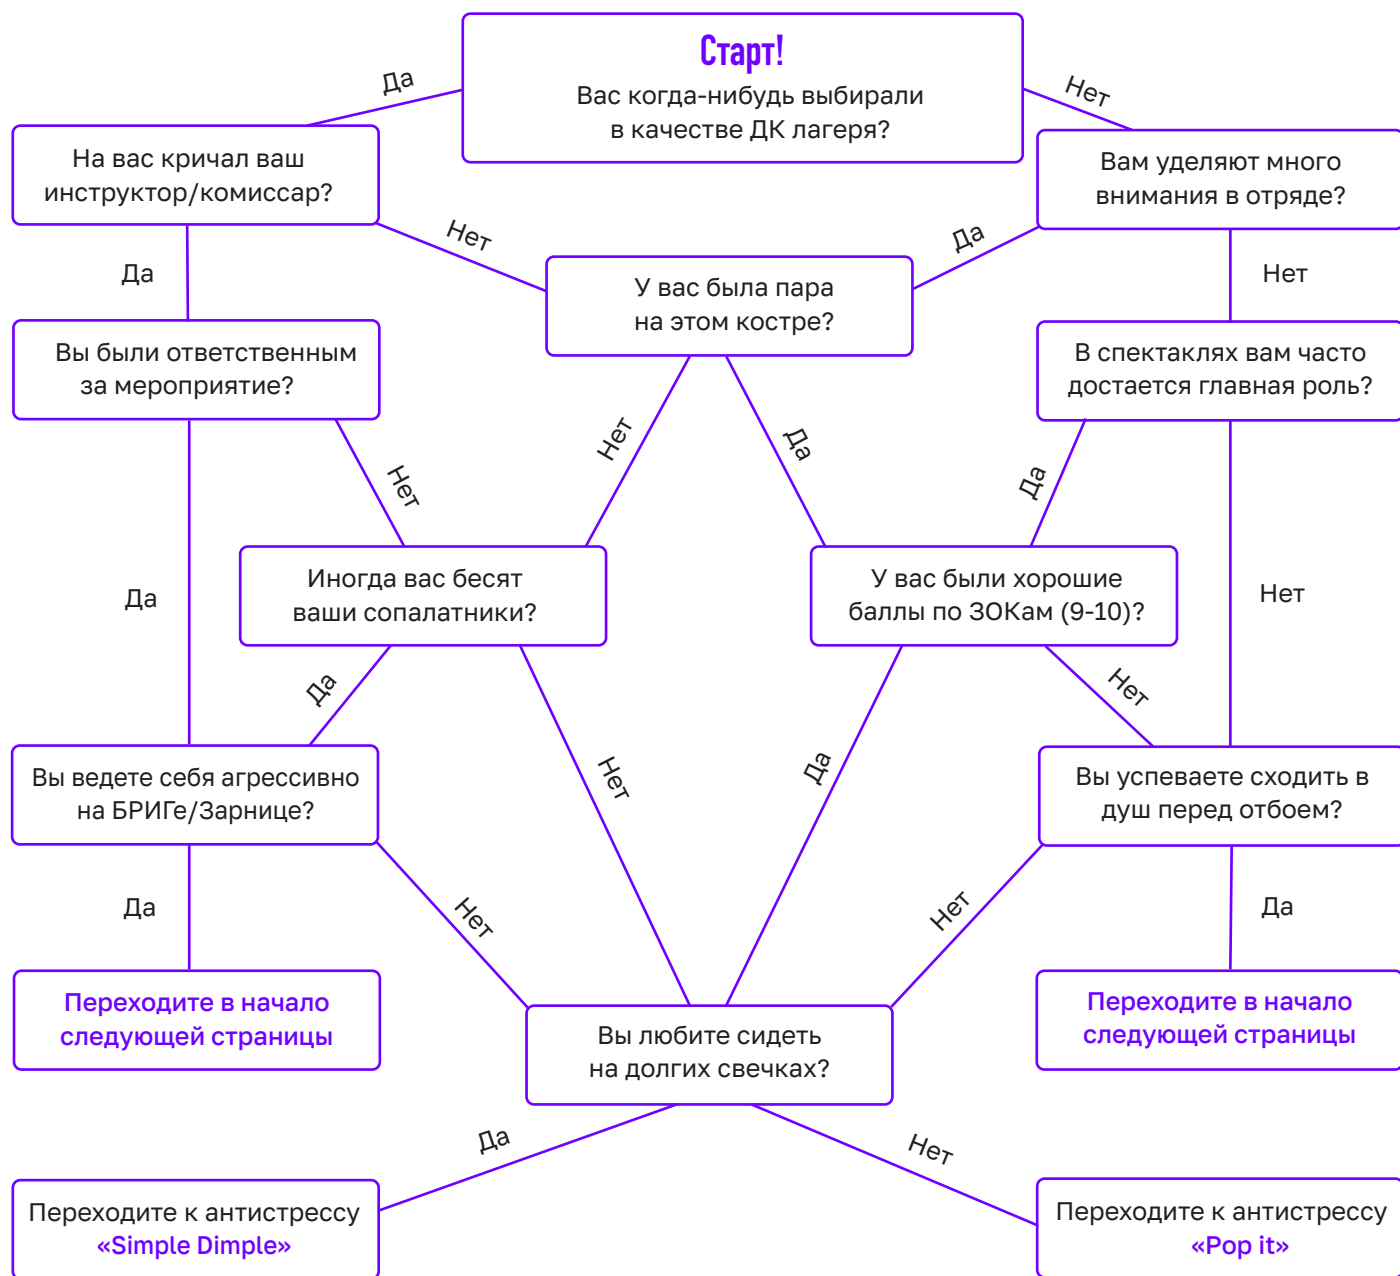 Старт!
Вас когда-нибудь выбирали
в качестве ДК лагеря?
Да
Нет
На вас кричал ваш
инструктор/комиссар?
Вам уделяют много
внимания в отряде?
Нет
Да
Да
Нет
У вас была пара
на этом костре?
Вы были ответственным
за мероприятие?
В спектаклях вам часто
достается главная роль?
Нет
Нет
Да
Да
Иногда вас бесят
ваши сопалатники?
У вас были хорошие
баллы по ЗОКам (9-10)?
Да
Нет
Да
Нет
Нет
Да
Вы ведете себя агрессивно
на БРИГе/Зарнице?
Вы успеваете сходить в
душ перед отбоем?
Да
Нет
Нет
Да
Переходите в начало
следующей страницы
Переходите в начало
следующей страницы
Вы любите сидеть
на долгих свечках?
Да
Нет
Переходите к антистрессу
«Simple Dimple»
Переходите к антистрессу
«Pop it»